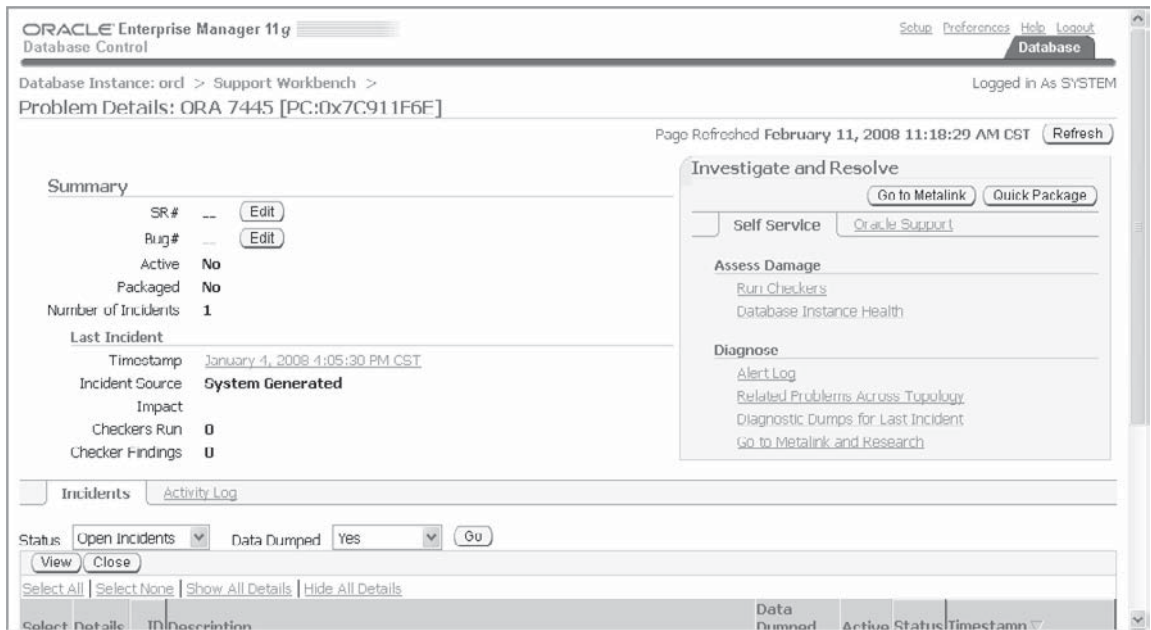 ORACLE Enterprise Manager 11g
Database Control
Setup Preferences Help Logout
Database
Database Instance: orcl > Support Workbench >
Logged in As SYSTEM
Problem Details: ORA 7445 [PC:0x7C911F6E]
Page Refreshed February 11, 2008 11:18:29 AM CST Refresh
Summary
SR# __ Edit
Bug# __ Edit
Active No
Packaged No
Number of Incidents 1
Last Incident
Timestamp January 4, 2008 4:05:30 PM CST
Incident Source System Generated
Impact
Checkers Run 0
Checker Findings 0
Investigate and Resolve
Go to Metalink Quick Package
Self Service Oracle Support
Assess Damage
Run Checkers
Database Instance Health
Diagnose
Alert Log
Related Problems Across Topology
Diagnostic Dumps for Last Incident
Go to Metalink and Research
Incidents Activity Log
Status Open Incidents Data Dumped Yes Go
View Close
Select All | Select None | Show All Details | Hide All Details
Select Details ID Description Data Dumped Active Status Timestamp